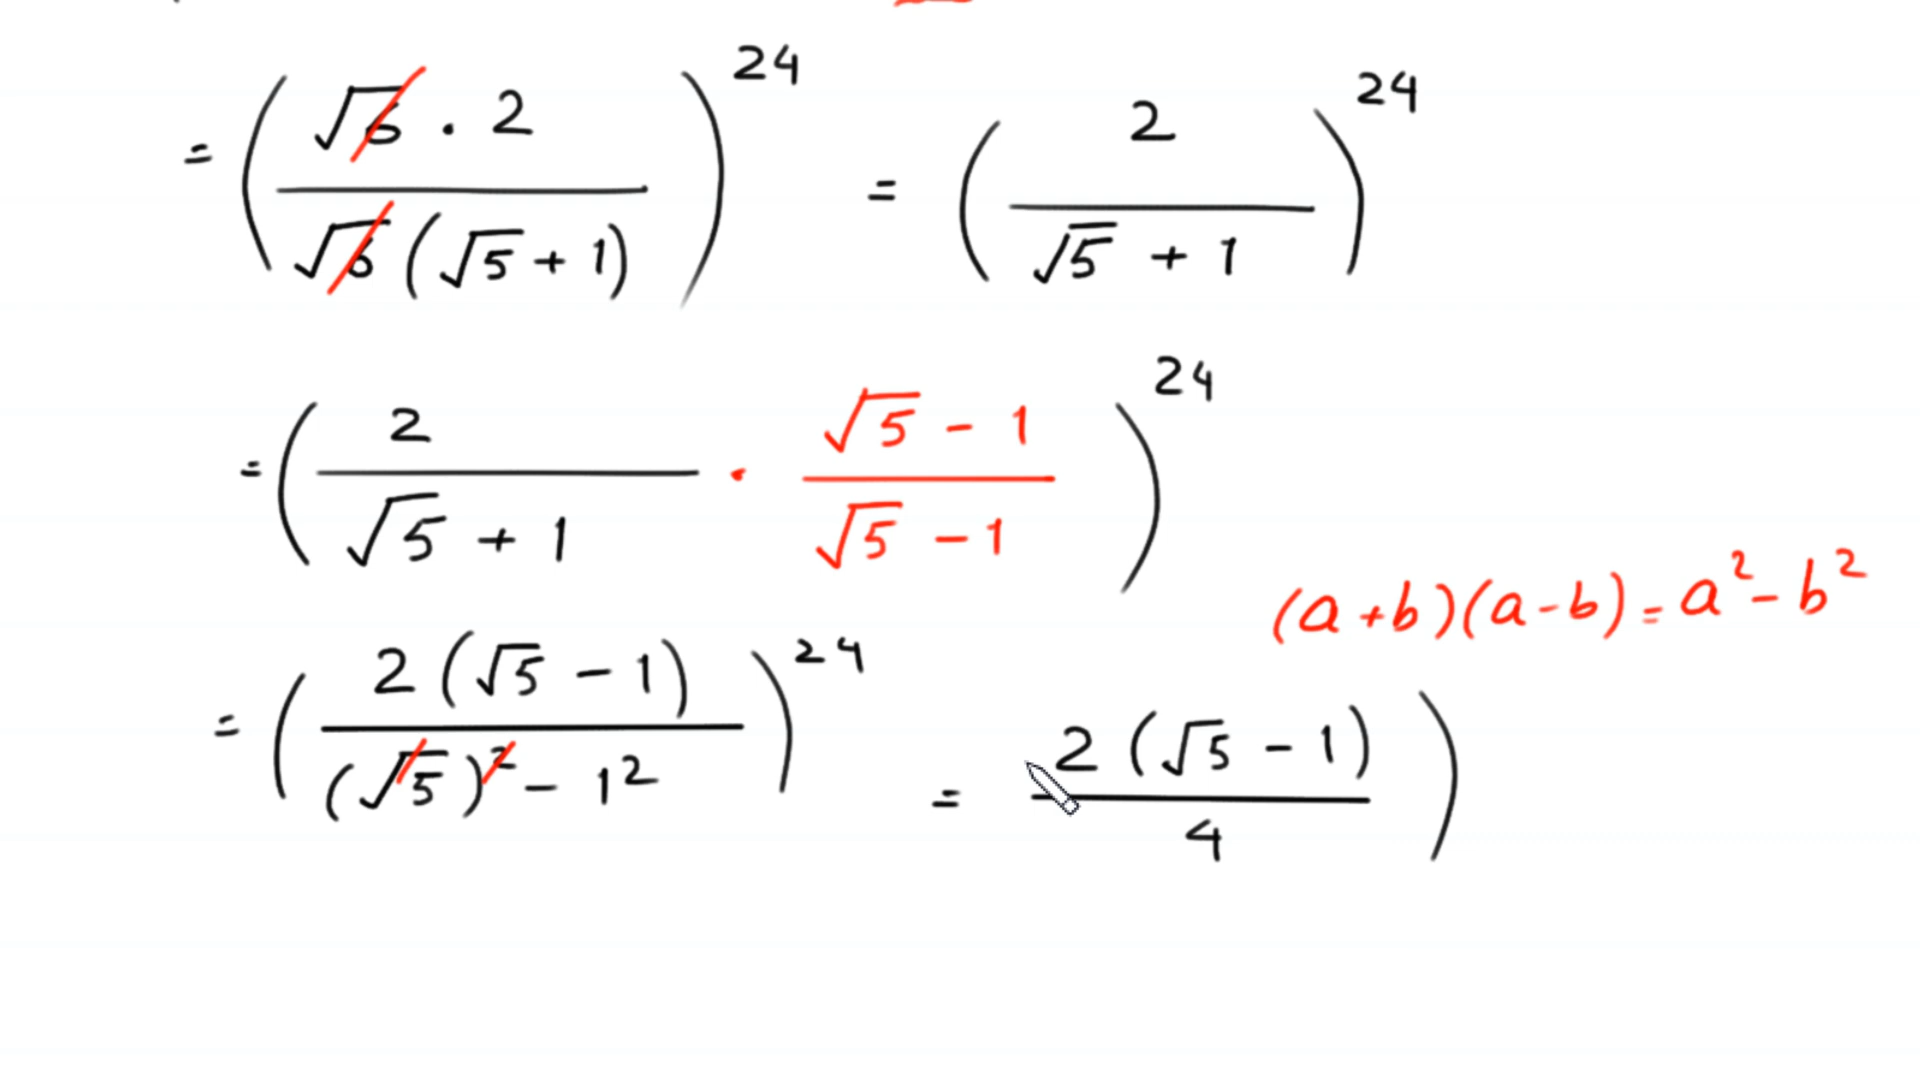 = (√6 · 2 / √6 (√5 + 1))^24 = (2 / √5 + 1)^24
= (2 / √5 + 1 · √5 - 1 / √5 - 1)^24
(a + b)(a - b) = a² - b²
= (2 (√5 - 1) / (√5)² - 1²)^24 = 2 (√5 - 1) / 4 )